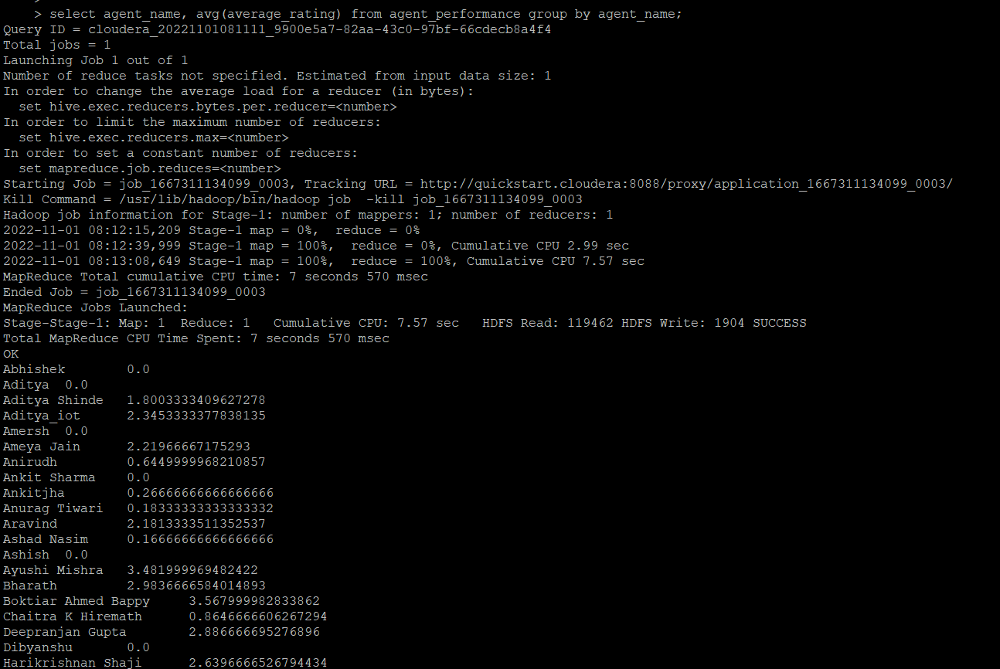 >
> select agent_name, avg(average_rating) from agent_performance group by agent_name;
Query ID = cloudera_20221101081111_9900e5a7-82aa-43c0-97bf-66cdecb8a4f4
Total jobs = 1
Launching Job 1 out of 1
Number of reduce tasks not specified. Estimated from input data size: 1
In order to change the average load for a reducer (in bytes):
  set hive.exec.reducers.bytes.per.reducer=<number>
In order to limit the maximum number of reducers:
  set hive.exec.reducers.max=<number>
In order to set a constant number of reducers:
  set mapreduce.job.reduces=<number>
Starting Job = job_1667311134099_0003, Tracking URL = http://quickstart.cloudera:8088/proxy/application_1667311134099_0003/
Kill Command = /usr/lib/hadoop/bin/hadoop job  -kill job_1667311134099_0003
Hadoop job information for Stage-1: number of mappers: 1; number of reducers: 1
2022-11-01 08:12:15,209 Stage-1 map = 0%,  reduce = 0%
2022-11-01 08:12:39,999 Stage-1 map = 100%,  reduce = 0%, Cumulative CPU 2.99 sec
2022-11-01 08:13:08,649 Stage-1 map = 100%,  reduce = 100%, Cumulative CPU 7.57 sec
MapReduce Total cumulative CPU time: 7 seconds 570 msec
Ended Job = job_1667311134099_0003
MapReduce Jobs Launched:
Stage-Stage-1: Map: 1  Reduce: 1   Cumulative CPU: 7.57 sec   HDFS Read: 119462 HDFS Write: 1904 SUCCESS
Total MapReduce CPU Time Spent: 7 seconds 570 msec
OK
Abhishek        0.0
Aditya  0.0
Aditya Shinde   1.8003333409627278
Aditya_iot      2.3453333377838135
Amersh  0.0
Ameya Jain      2.21966667175293
Anirudh         0.6449999968210857
Ankit Sharma    0.0
Ankitjha        0.26666666666666666
Anurag Tiwari   0.18333333333333332
Aravind         2.1813333511352537
Ashad Nasim     0.16666666666666666
Ashish  0.0
Ayushi Mishra   3.481999969482422
Bharath         2.9836666584014893
Boktiar Ahmed Bappy     3.567999982833862
Chaitra K Hiremath      0.8646666606267294
Deepranjan Gupta        2.886666695276896
Dibyanshu       0.0
Harikrishnan Shaji      2.6396666526794434